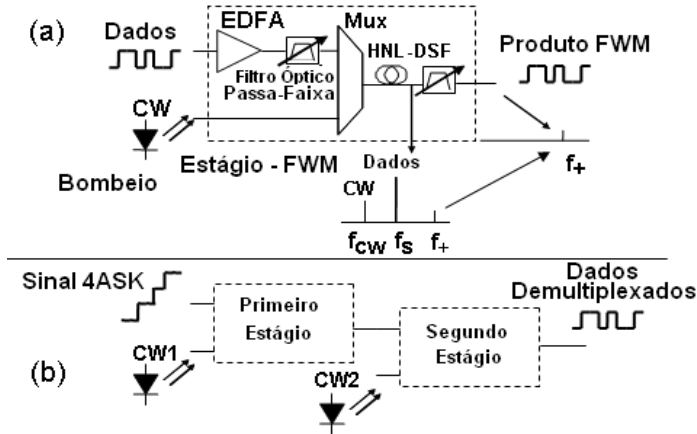 (a)
Dados
EDFA
Mux
HNL-DSF
Produto FWM
Filtro Óptico
Passa-Faixa
CW
Bombeio
Estágio - FWM
Dados
CW
fCW fS f+
f+
Sinal 4ASK
Primeiro
Estágio
Segundo
Estágio
Dados
Demultiplexados
(b)
CW1
CW2